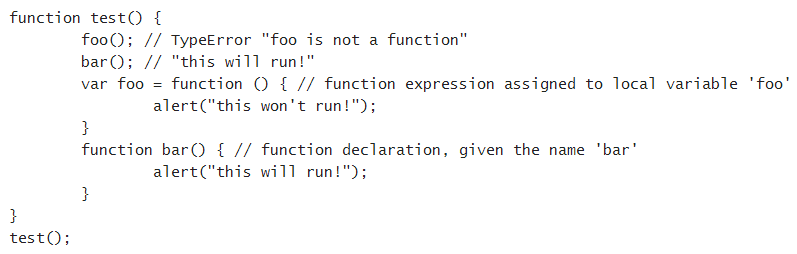 function test() {
        foo(); // TypeError "foo is not a function"
        bar(); // "this will run!"
        var foo = function () { // function expression assigned to local variable 'foo'
                alert("this won't run!");
        }
        function bar() { // function declaration, given the name 'bar'
                alert("this will run!");
        }
}
test();